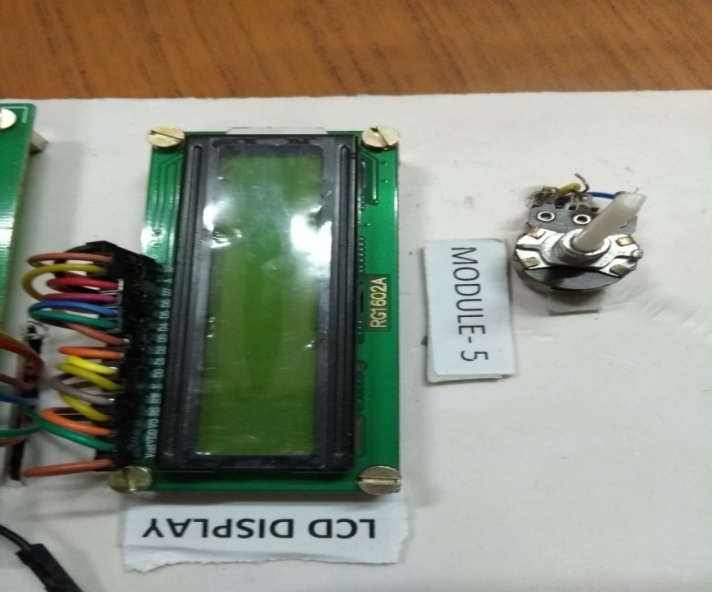 RG1602A
MODULE- 5
LCD DISPLAY